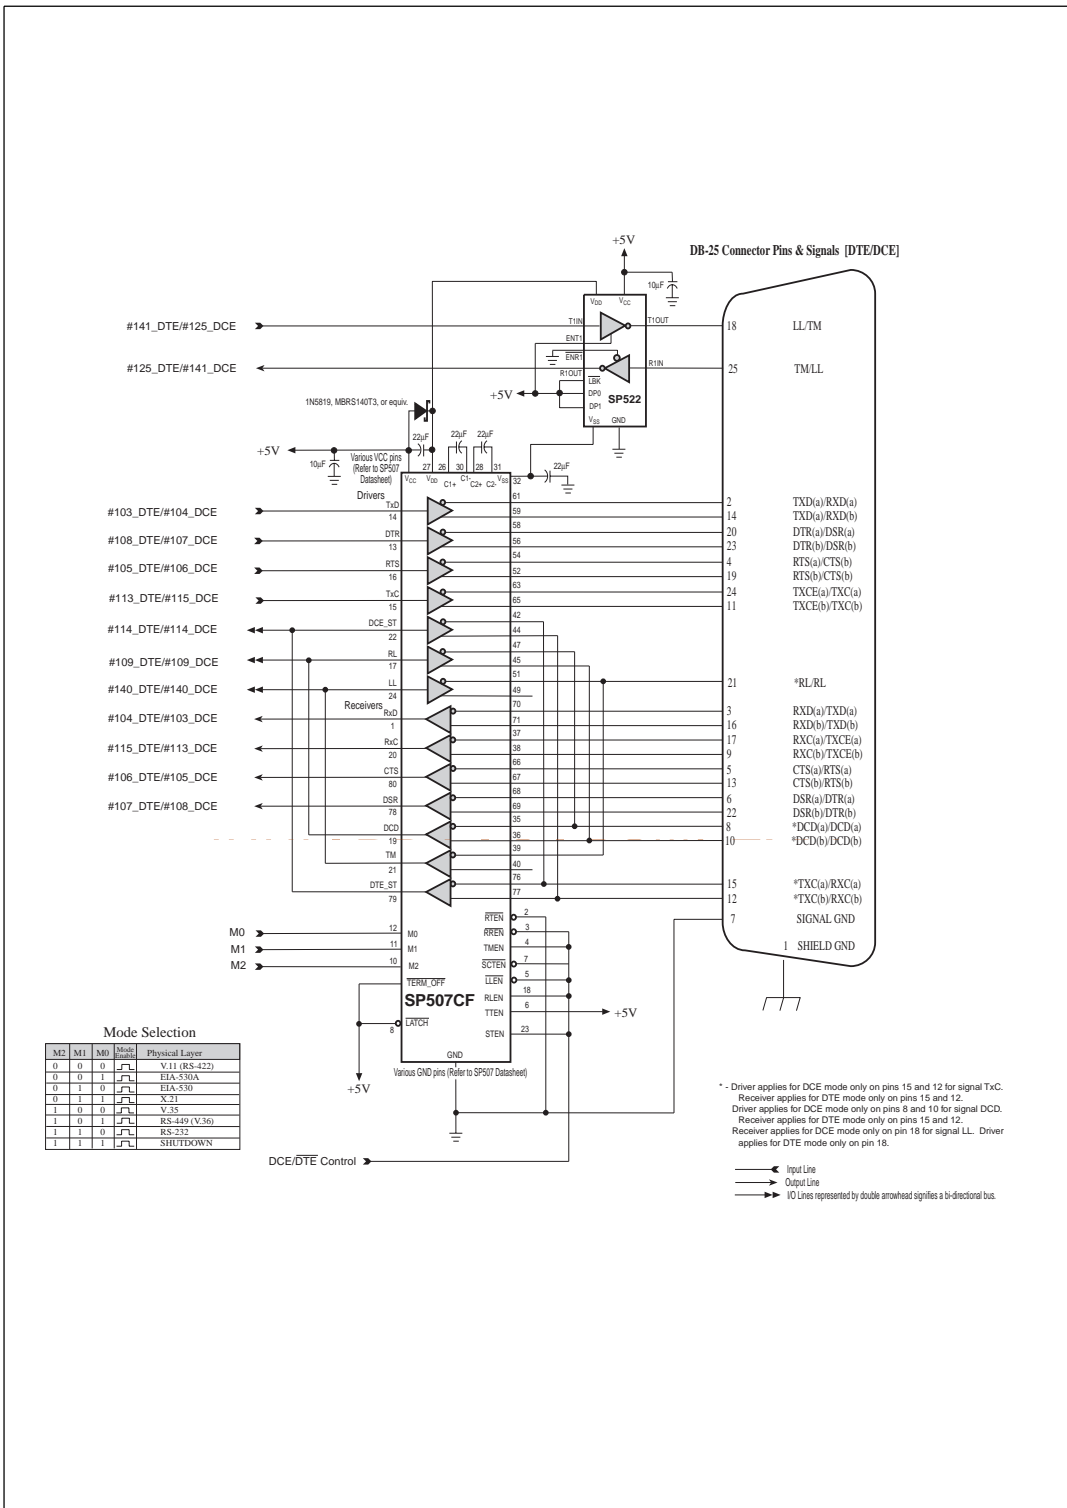 +5V
DB-25 Connector Pins & Signals [DTE/DCE]
10µF
VDD VCC
#141_DTE/#125_DCE
T1IN
T1OUT
18 LL/TM
ENT1
ENR1
#125_DTE/#141_DCE
R1OUT
R1IN
25 TM/LL
LBK
+5V
DP0
SP522
DP1
VSS GND
1N5819, MBRS140T3, or equiv.
+5V
10µF
22µF
22µF 22µF
22µF
Various VCC pins
(Refer to SP507
Datasheet)
27 26 30 28 31
VCC VDD C1+ C1- C2+ C2- VSS 32
Drivers
#103_DTE/#104_DCE
TxD
14
61
59
2 TXD(a)/RXD(a)
14 TXD(a)/RXD(b)
#108_DTE/#107_DCE
DTR
13
58
56
20 DTR(a)/DSR(a)
23 DTR(b)/DSR(b)
#105_DTE/#106_DCE
RTS
16
54
52
4 RTS(a)/CTS(b)
19 RTS(b)/CTS(b)
#113_DTE/#115_DCE
TxC
15
63
65
24 TXCE(a)/TXC(a)
11 TXCE(b)/TXC(b)
#114_DTE/#114_DCE
DCE_ST
22
42
44
#109_DTE/#109_DCE
RL
17
47
45
#140_DTE/#140_DCE
LL
24
51
49
21 *RL/RL
Receivers
#104_DTE/#103_DCE
RxD
1
70
71
3 RXD(a)/TXD(a)
16 RXD(b)/TXD(b)
#115_DTE/#113_DCE
RxC
20
37
38
17 RXC(a)/TXCE(a)
9 RXC(b)/TXCE(b)
#106_DTE/#105_DCE
CTS
80
66
67
5 CTS(a)/RTS(a)
13 CTS(b)/RTS(b)
#107_DTE/#108_DCE
DSR
78
68
69
6 DSR(a)/DTR(a)
22 DSR(b)/DTR(b)
DCD
19
35
36
8 *DCD(a)/DCD(a)
10 *DCD(b)/DCD(b)
TM
21
39
40
DTE_ST
79
76
77
15 *TXC(a)/RXC(a)
12 *TXC(b)/RXC(b)
7 SIGNAL GND
1 SHIELD GND
M0 12 M0
M1 11 M1
M2 10 M2
RTEN 2
RREN 3
TMEN 4
SCTEN 7
LLEN 5
RLEN 18
TTEN 6 +5V
STEN 23
TERM_OFF
SP507CF
8 LATCH
GND
+5V
Various GND pins (Refer to SP507 Datasheet)
DCE/DTE Control
Mode Selection
M2 M1 M0 Mode Enable Physical Layer
0 0 0 V.11 (RS-422)
0 0 1 EIA-530A
0 1 0 EIA-530
0 1 1 X.21
1 0 0 V.35
1 0 1 RS-449 (V.36)
1 1 0 RS-232
1 1 1 SHUTDOWN
* - Driver applies for DCE mode only on pins 15 and 12 for signal TxC.
Receiver applies for DTE mode only on pins 15 and 12.
Driver applies for DCE mode only on pins 8 and 10 for signal DCD.
Receiver applies for DTE mode only on pins 15 and 12.
Receiver applies for DCE mode only on pin 18 for signal LL. Driver
applies for DTE mode only on pin 18.
Input Line
Output Line
I/O Lines represented by double arrowhead signifies a bi-directional bus.